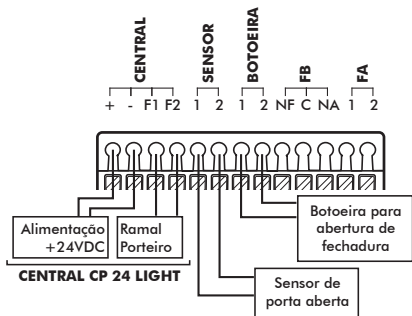 CENTRAL SENSOR BOTOEIRA FB FA
+ - F1 F2 1 2 1 2 NF C NA 1 2
Alimentação
+24VDC
Ramal
Porteiro
CENTRAL CP 24 LIGHT
Botoeira para
abertura de
fechadura
Sensor de
porta aberta